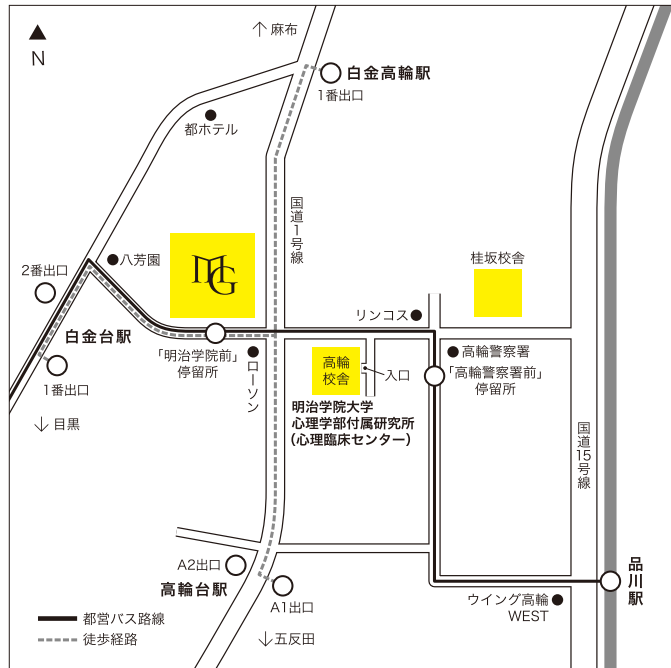 N
↑麻布
白金高輪駅
1番出口
都ホテル
国道1号線
八芳園
MG
桂坂校舎
2番出口
リンコス
白金台駅
「明治学院前」
停留所
ローソン
高輪
校舎
入口
高輪警察署
「高輪警察署前」
停留所
1番出口
↓目黒
明治学院大学
心理学部付属研究所
(心理臨床センター)
国道15号線
A2出口
高輪台駅
A1出口
品川駅
ウイング高輪
WEST
↓五反田
都営バス路線
徒歩経路